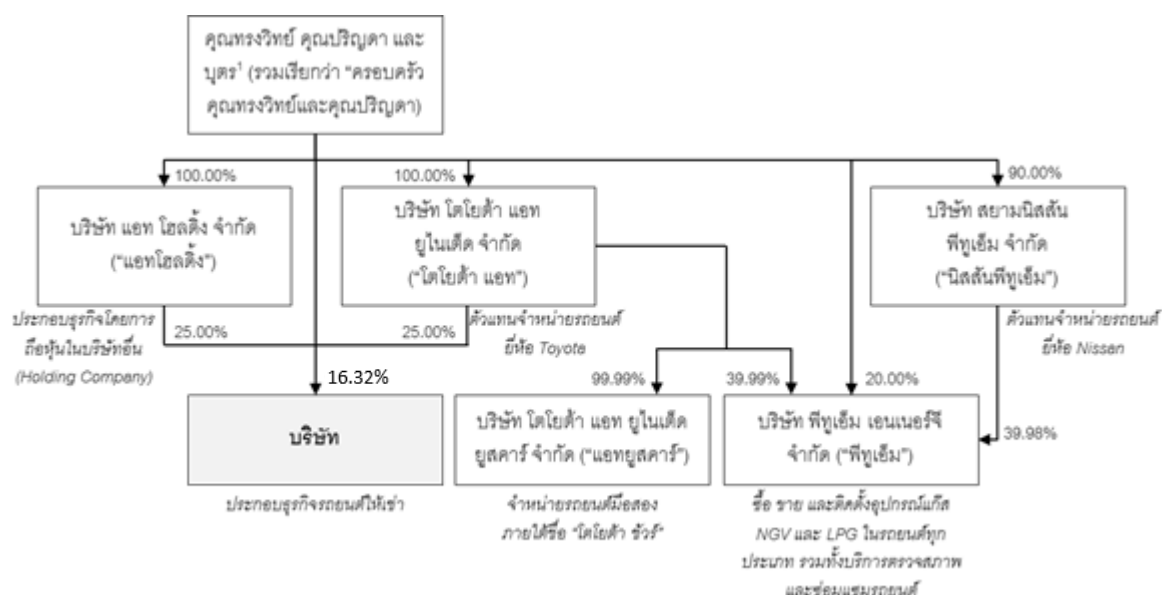 คุณทรงวิทย์ คุณปริญดา และ
บุตร¹ (รวมเรียกว่า “ครอบครัว
คุณทรงวิทย์และคุณปริญดา)
100.00%
100.00%
90.00%
บริษัท แอท โฮลดิ้ง จำกัด
(“แอทโฮลดิ้ง”)
บริษัท โตโยต้า แอท
ยูไนเต็ด จำกัด
(“โตโยต้า แอท”)
บริษัท สยามนิสสัน
พีทูเอ็ม จำกัด
(“นิสสันพีทูเอ็ม”)
ประกอบธุรกิจโดยการ
ถือหุ้นในบริษัทอื่น
(Holding Company)
25.00%
25.00%
ตัวแทนจำหน่ายรถยนต์
ยี่ห้อ Toyota
ตัวแทนจำหน่ายรถยนต์
ยี่ห้อ Nissan
16.32%
99.99%
39.99%
20.00%
39.98%
บริษัท
บริษัท โตโยต้า แอท ยูไนเต็ด
ยูสคาร์ จำกัด (“แอทยูสคาร์”)
บริษัท พีทูเอ็ม เอนเนอร์จี
จำกัด (“พีทูเอ็ม”)
ประกอบธุรกิจรถยนต์ให้เช่า
จำหน่ายรถยนต์มือสอง
ภายใต้ชื่อ “โตโยต้า ชัวร์”
ซื้อ ขาย และติดตั้งอุปกรณ์แก๊ส
NGV และ LPG ในรถยนต์ทุก
ประเภท รวมทั้งบริการตรวจสภาพ
และซ่อมแซมรถยนต์